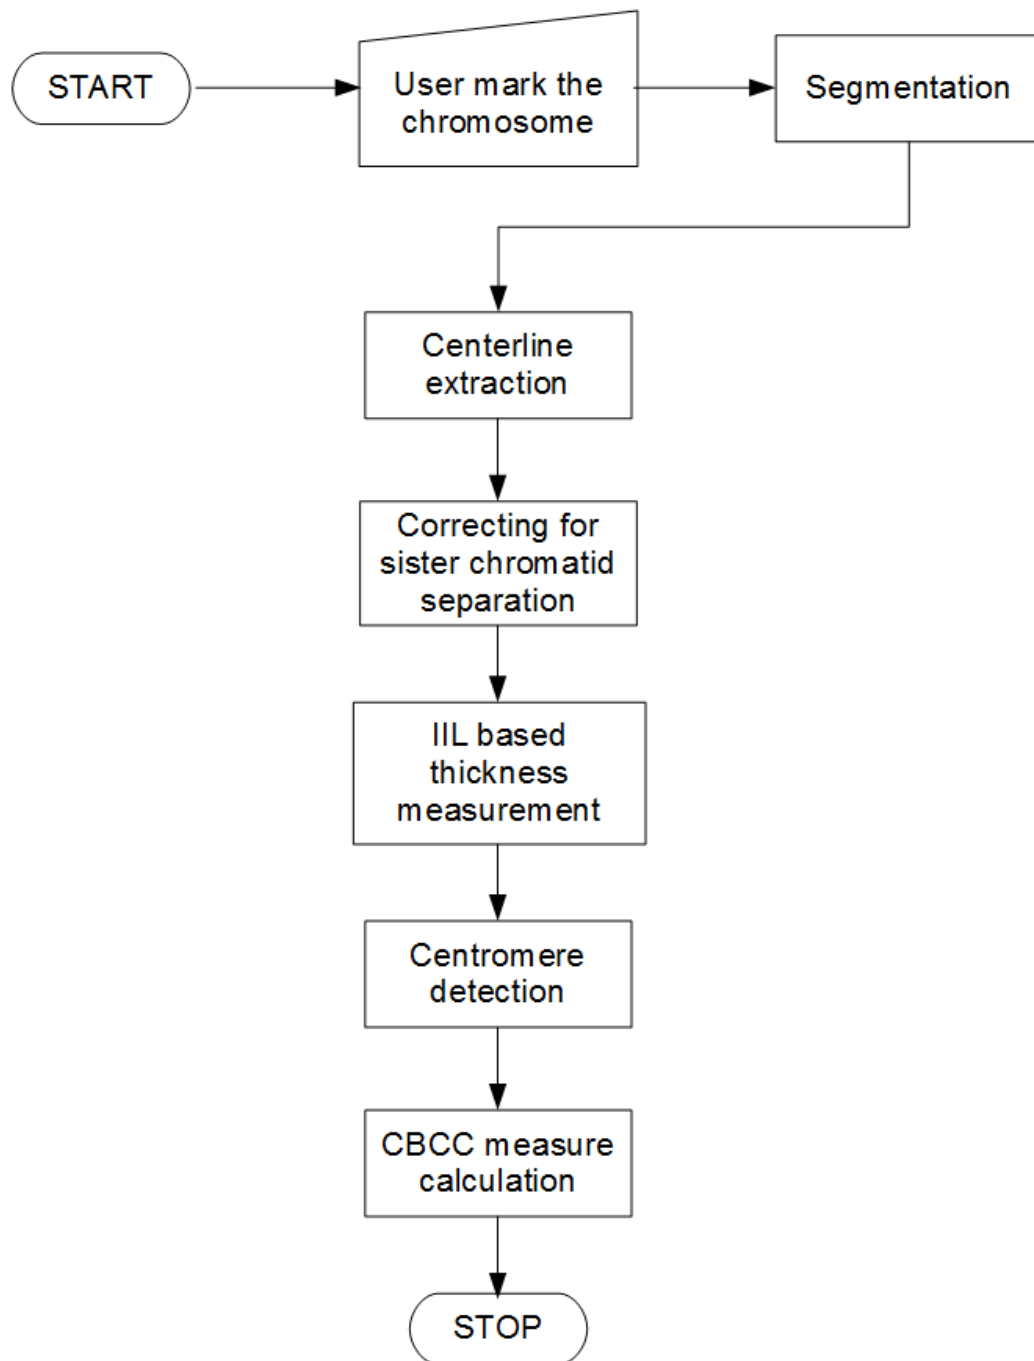 START
User mark the
chromosome
Segmentation
Centerline
extraction
Correcting for
sister chromatid
separation
IIL based
thickness
measurement
Centromere
detection
CBCC measure
calculation
STOP